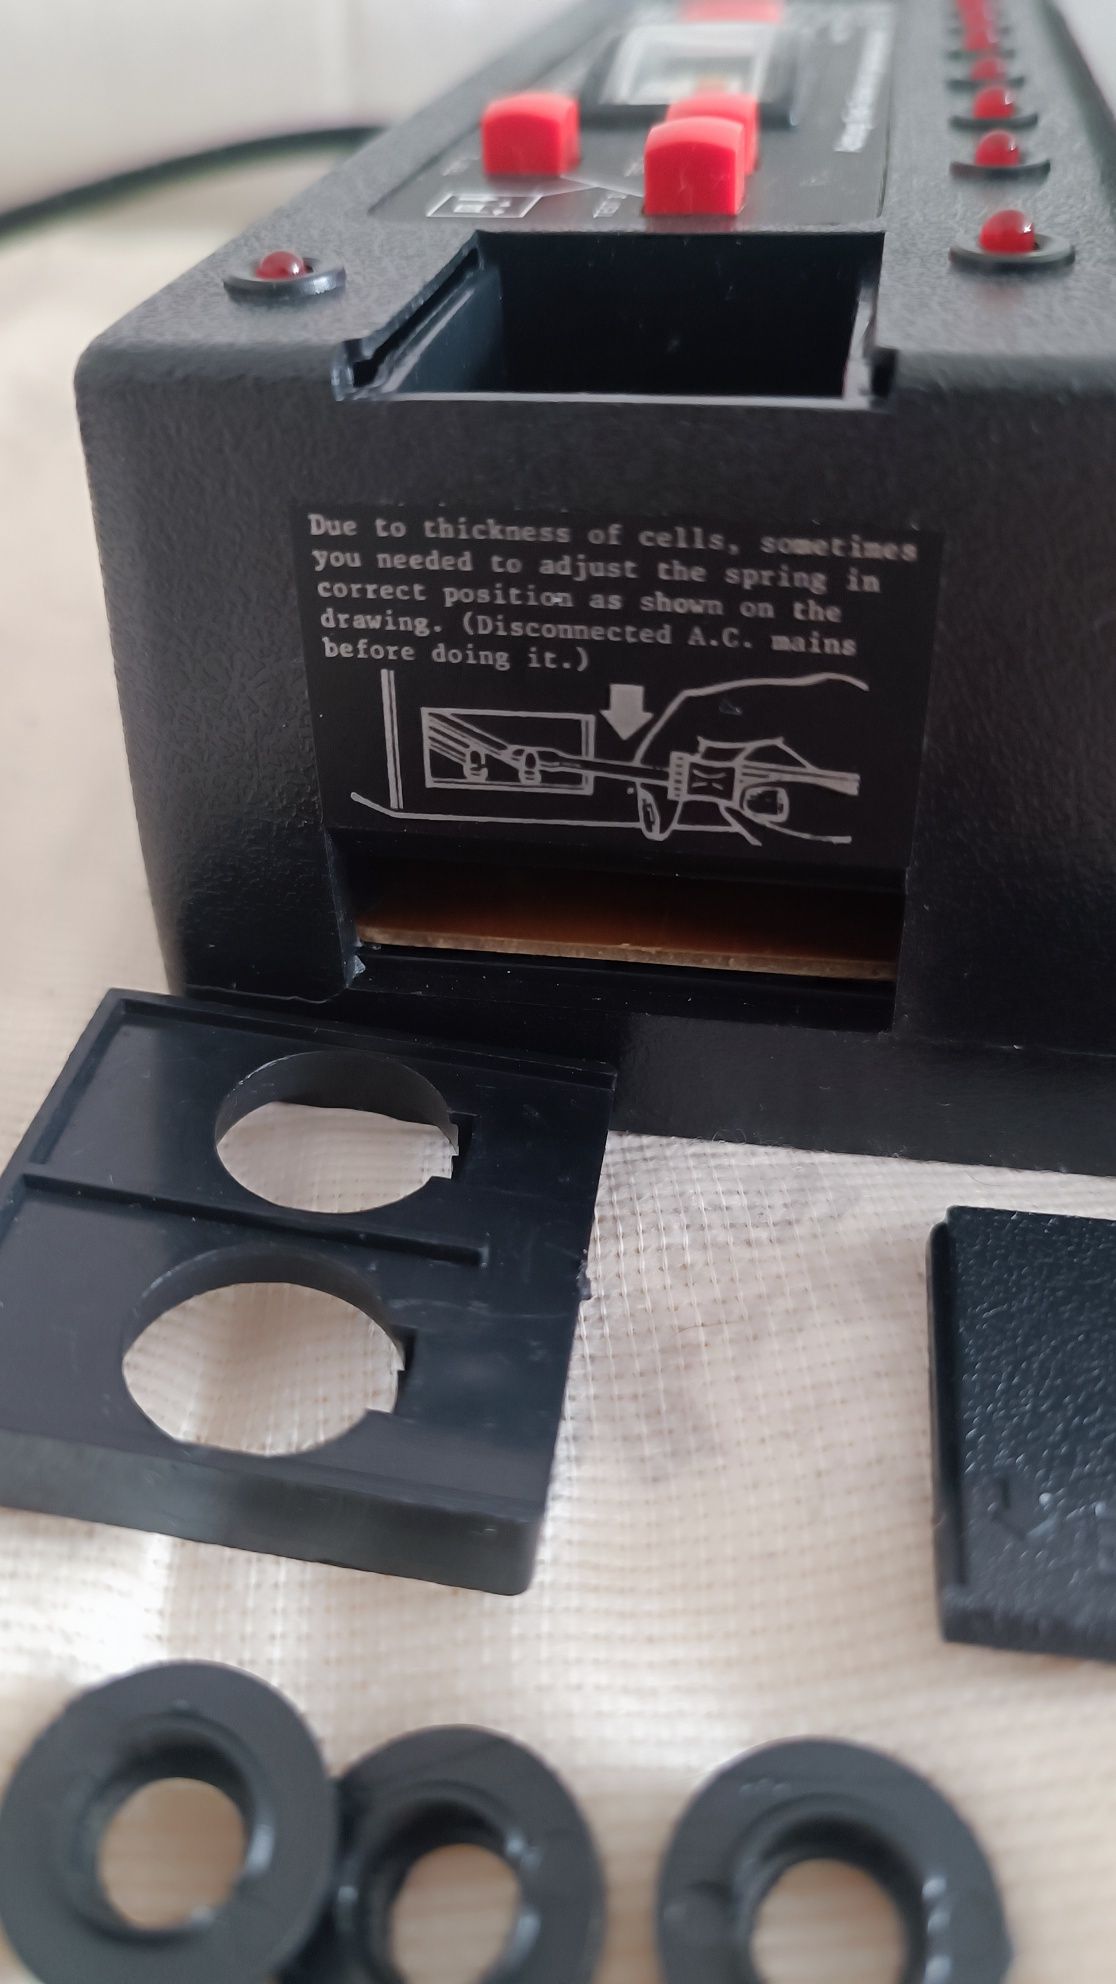 Due to thickness of cells, sometimes
you needed to adjust the spring in
correct position as shown on the
drawing. (Disconnected A.C. mains
before doing it.)